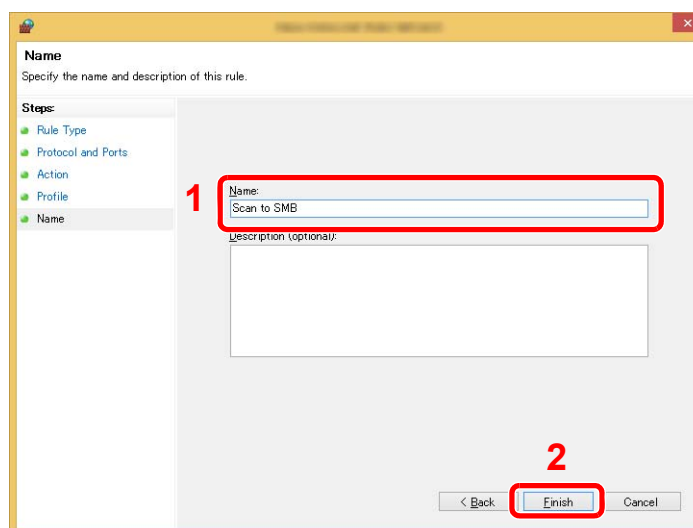 Name
Specify the name and description of this rule.
Steps:
Rule Type
Protocol and Ports
Action
Profile
Name
1
Name:
Scan to SMB
Description (optional):
2
< Back
Finish
Cancel